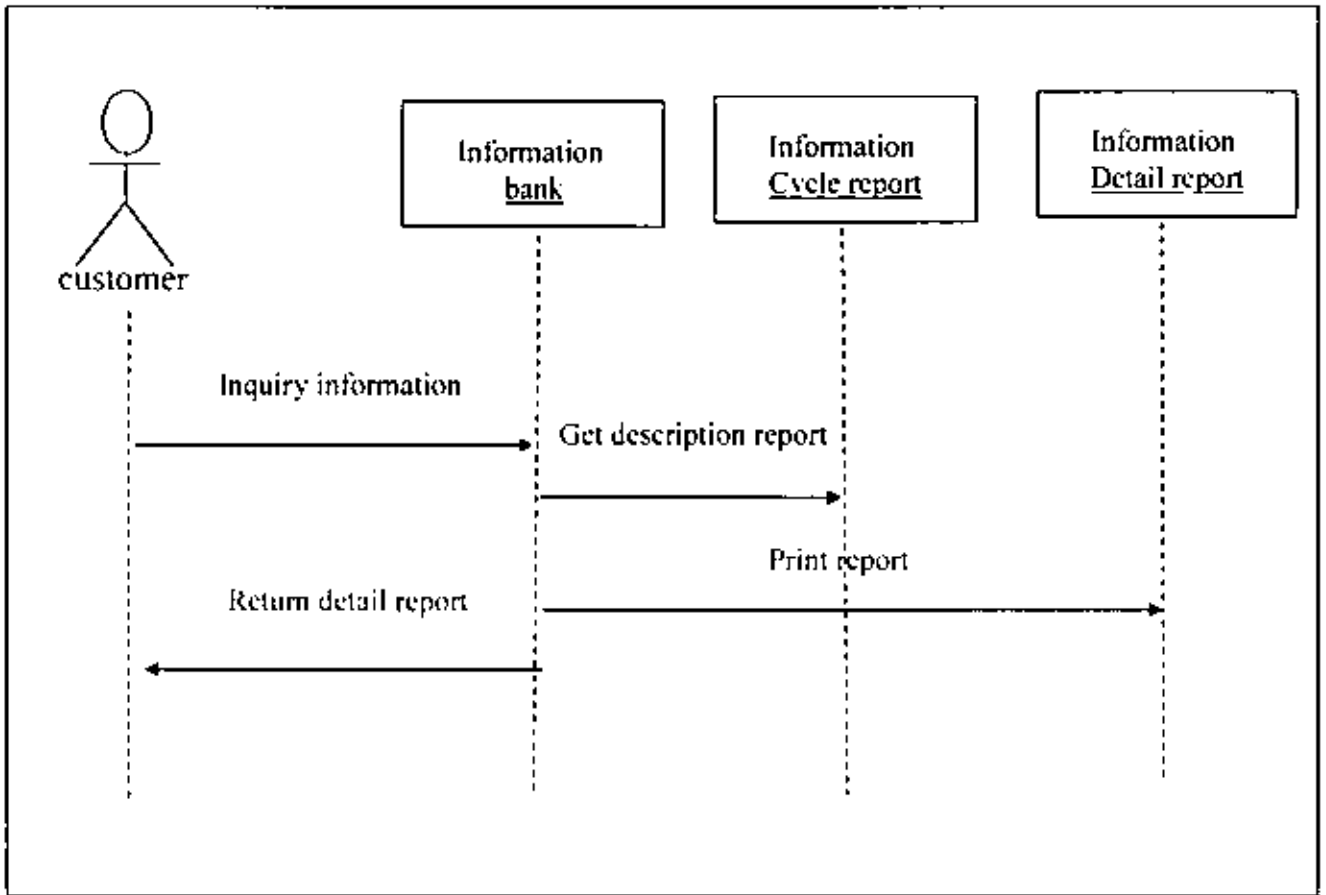 Information
bank
Information
Cycle report
Information
Detail report
customer
Inquiry information
Get description report
Print report
Return detail report